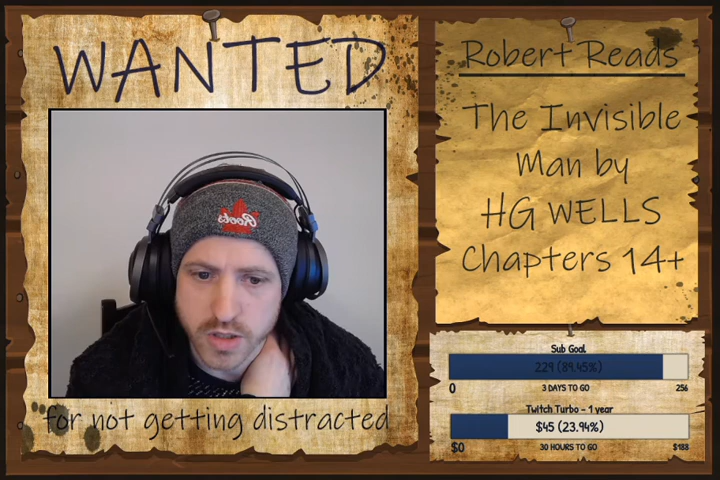 WANTED
Roots
for not getting distracted
Robert Reads
The Invisible
Man by
HG WELLS
Chapters 14+
Sub Goal
229 (89.45%)
0
3 DAYS TO GO
256
Twitch Turbo - 1 year
$45 (23.94%)
$0
30 HOURS TO GO
$188